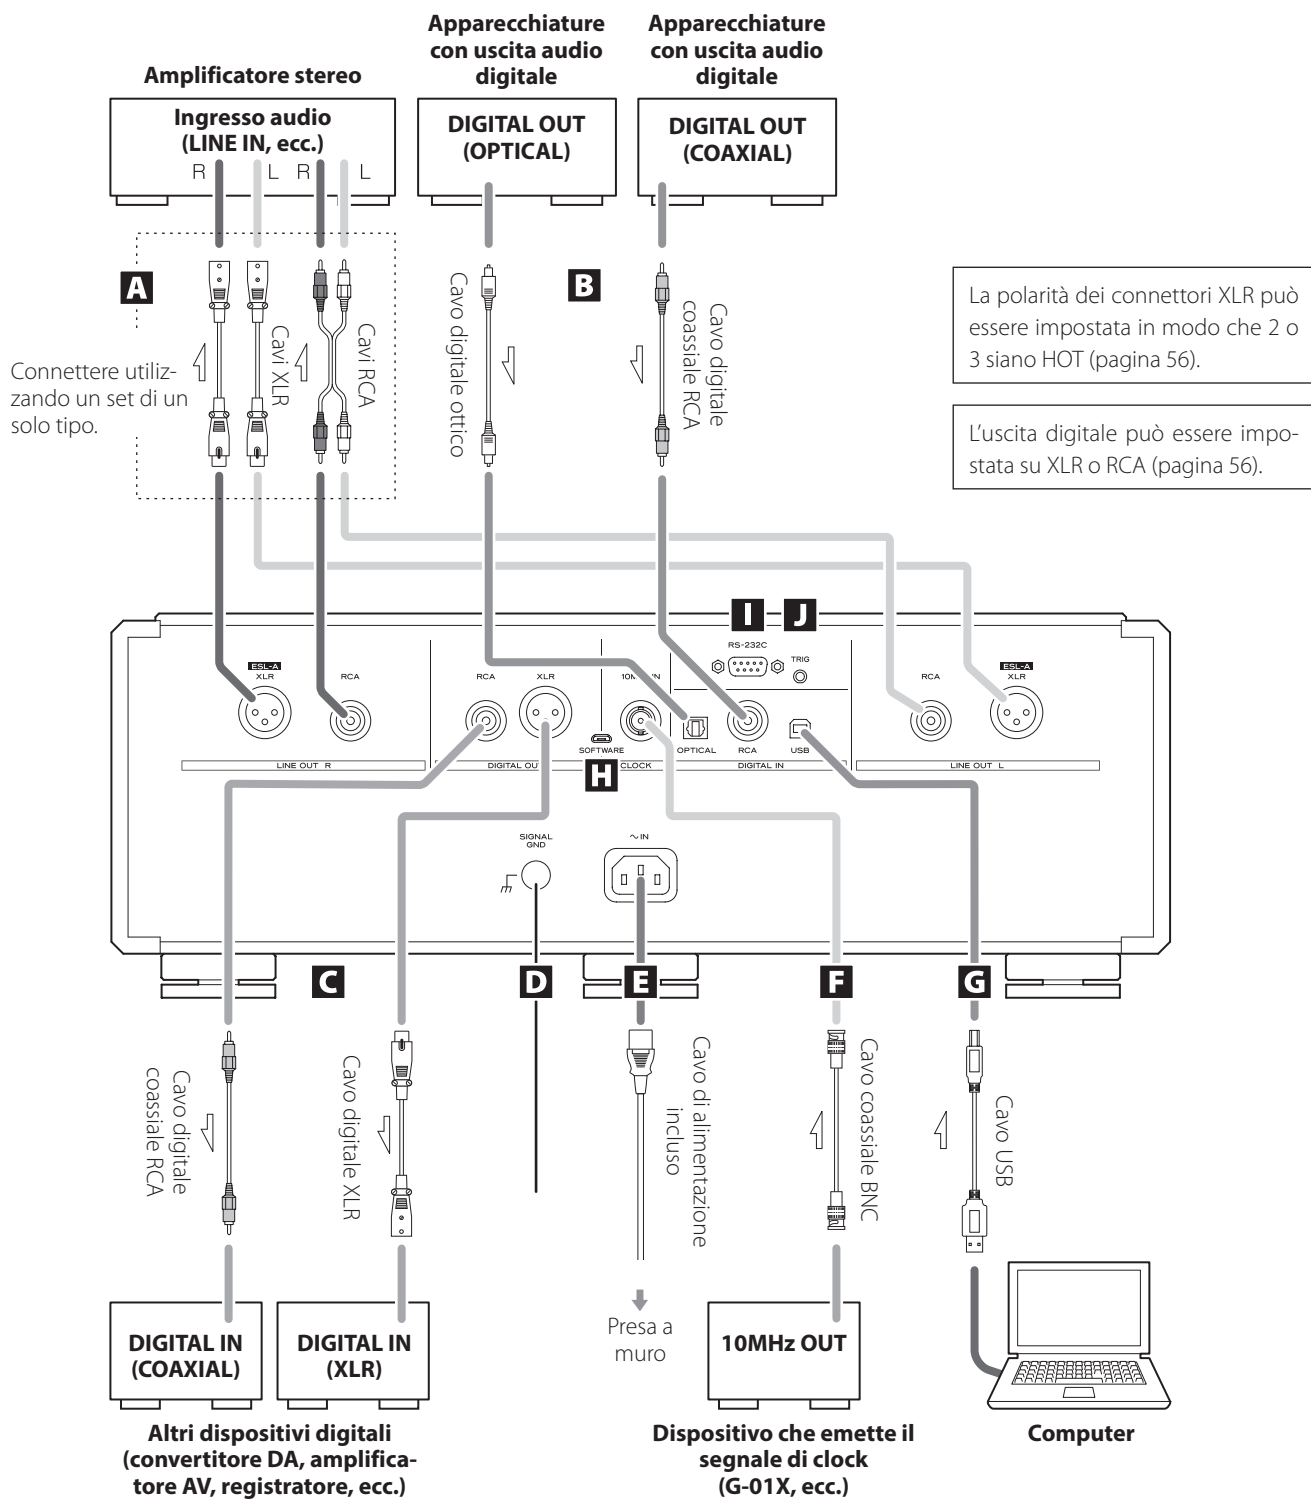 Apparecchiature
con uscita audio
digitale
Apparecchiature
con uscita audio
digitale
Amplificatore stereo
Ingresso audio
(LINE IN, ecc.)
R L R L
DIGITAL OUT
(OPTICAL)
DIGITAL OUT
(COAXIAL)
A
B
Connettere utiliz-
zando un set di un
solo tipo.
Cavi XLR
Cavi RCA
Cavo digitale ottico
Cavo digitale
coassiale RCA
La polarità dei connettori XLR può
essere impostata in modo che 2 o
3 siano HOT (pagina 56).
L'uscita digitale può essere impo-
stata su XLR o RCA (pagina 56).
I
J
RS-232C
TRIG
ESL-A
XLR
RCA
RCA
XLR
RCA
ESL-A
XLR
SOFTWARE
OPTICAL
RCA
USB
LINE OUT R
CLOCK
DIGITAL IN
LINE OUT L
H
SIGNAL
GND
~ IN
C
D
E
F
G
Cavo digitale
coassiale RCA
Cavo digitale XLR
Cavo di alimentazione
incluso
Cavo coassiale BNC
Cavo USB
DIGITAL IN
(COAXIAL)
DIGITAL IN
(XLR)
Presa a
muro
10MHz OUT
Altri dispositivi digitali
(convertitore DA, amplifica-
tore AV, registratore, ecc.)
Dispositivo che emette il
segnale di clock
(G-01X, ecc.)
Computer